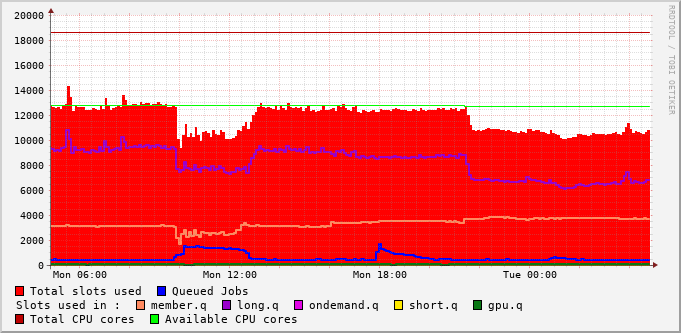 20000
18000
16000
14000
12000
10000
8000
6000
4000
2000
0
Mon 06:00 Mon 12:00 Mon 18:00 Tue 00:00
Total slots used Queued Jobs
Slots used in : member.q long.q ondemand.q short.q gpu.q
Total CPU cores Available CPU cores
RRDTOOL / TOBI OETIKER